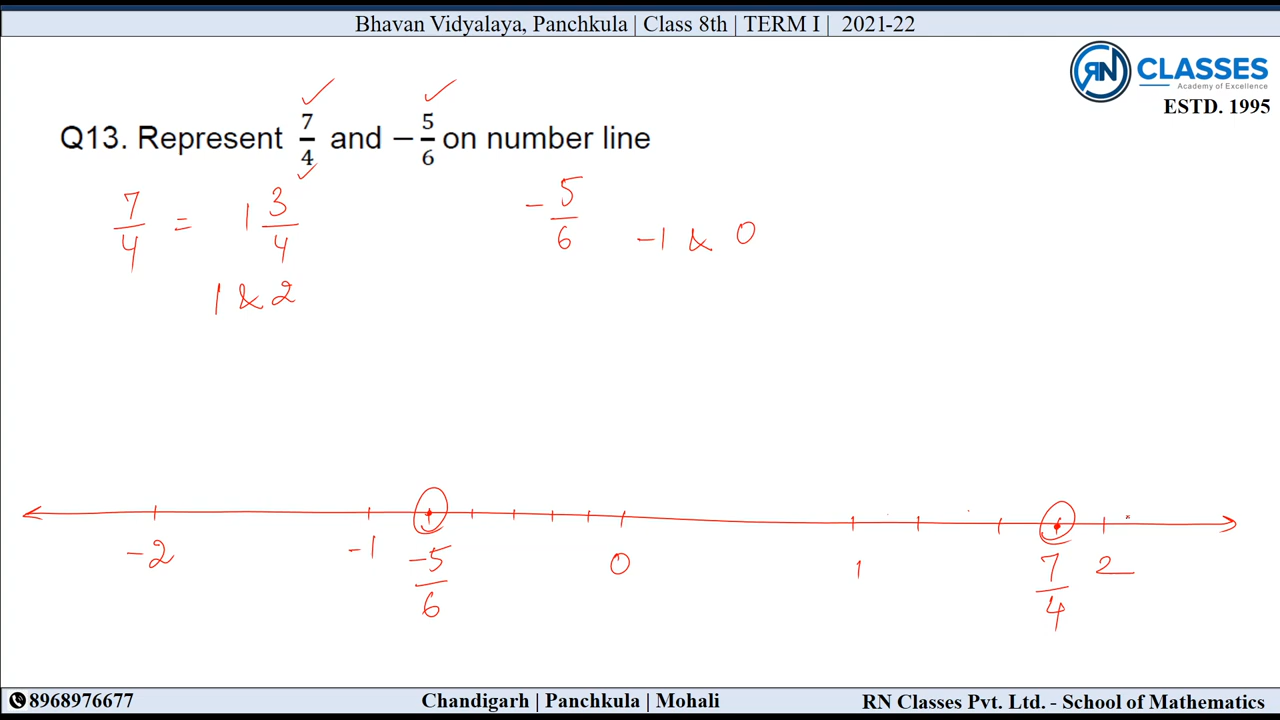 Bhavan Vidyalaya, Panchkula | Class 8th | TERM I | 2021-22
RN CLASSES
Academy of Excellence
ESTD. 1995
Q13. Represent 7/4 and −5/6 on number line
7/4 = 1 3/4
1 & 2
-5/6
-1 & 0
-2 -1 -5/6 0 1 7/4 2
8968976677
Chandigarh | Panchkula | Mohali
RN Classes Pvt. Ltd. - School of Mathematics